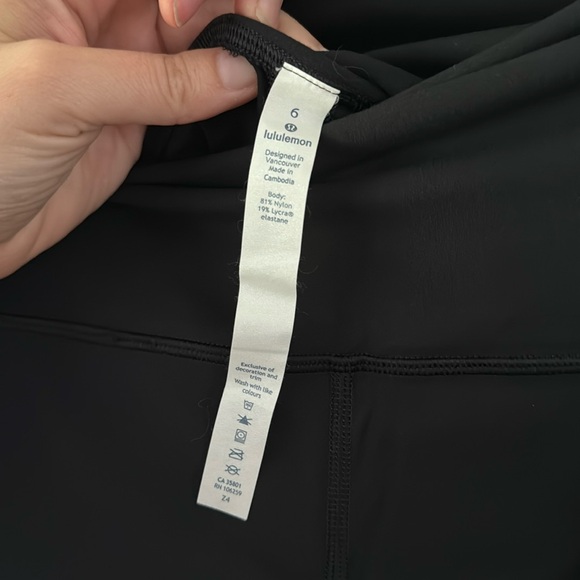 6
lululemon
Designed in
Vancouver
Made in
Cambodia
Body:
81% Nylon
19% Lycra®
elastane
Exclusive of
decoration and
trim
Wash with like
colours
CA 35801
RN 106259
Z4